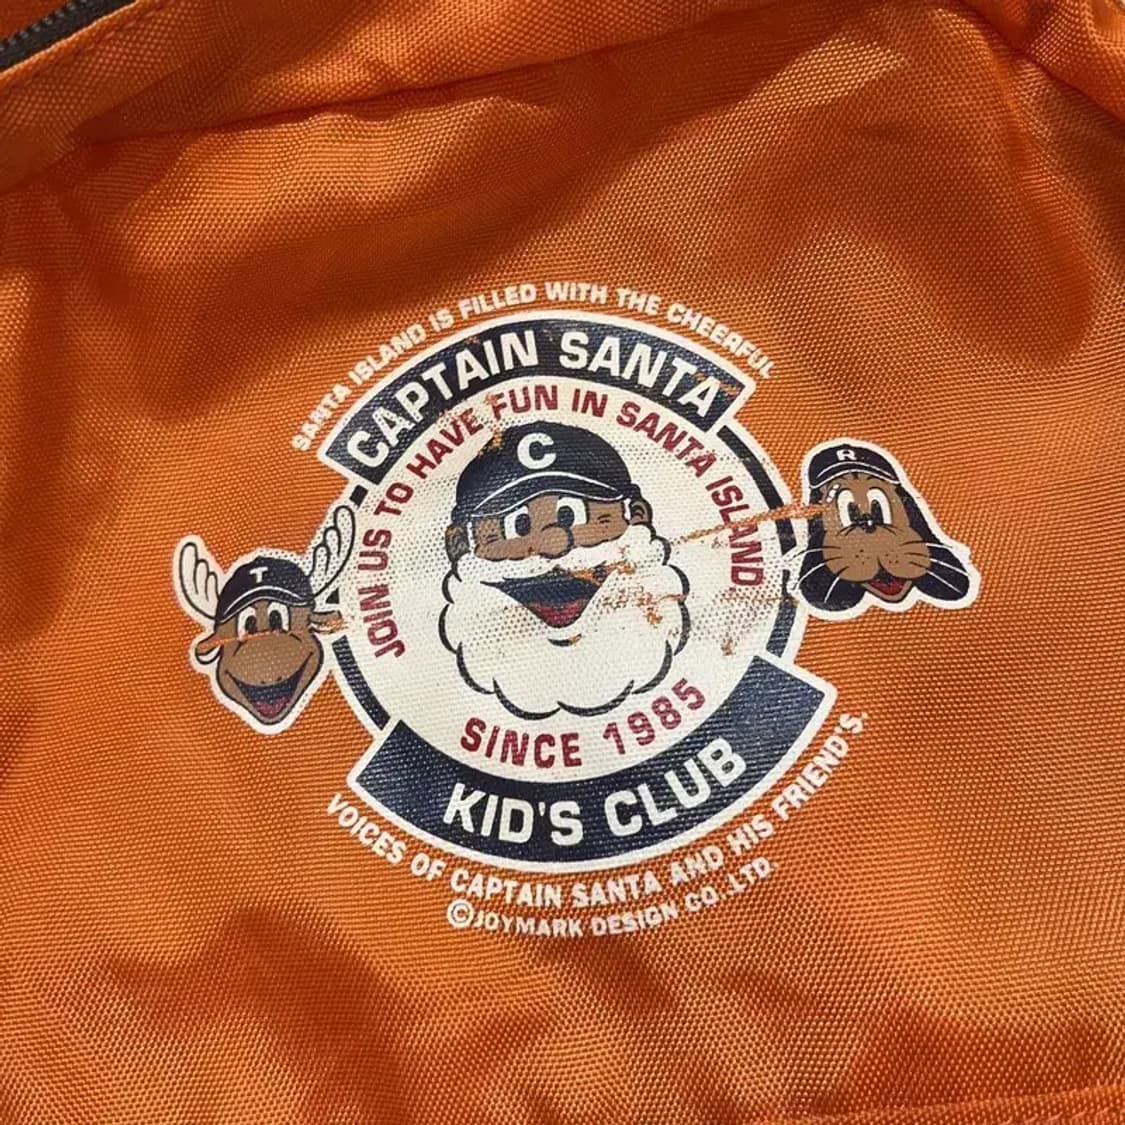 SANTA ISLAND IS FILLED WITH THE CHEERFUL
CAPTAIN SANTA
JOIN US TO HAVE FUN IN SANTA ISLAND.
C
R
T
SINCE 1985
KID'S CLUB
VOICES OF CAPTAIN SANTA AND HIS FRIEND'S.
©JOYMARK DESIGN CO.,LTD.